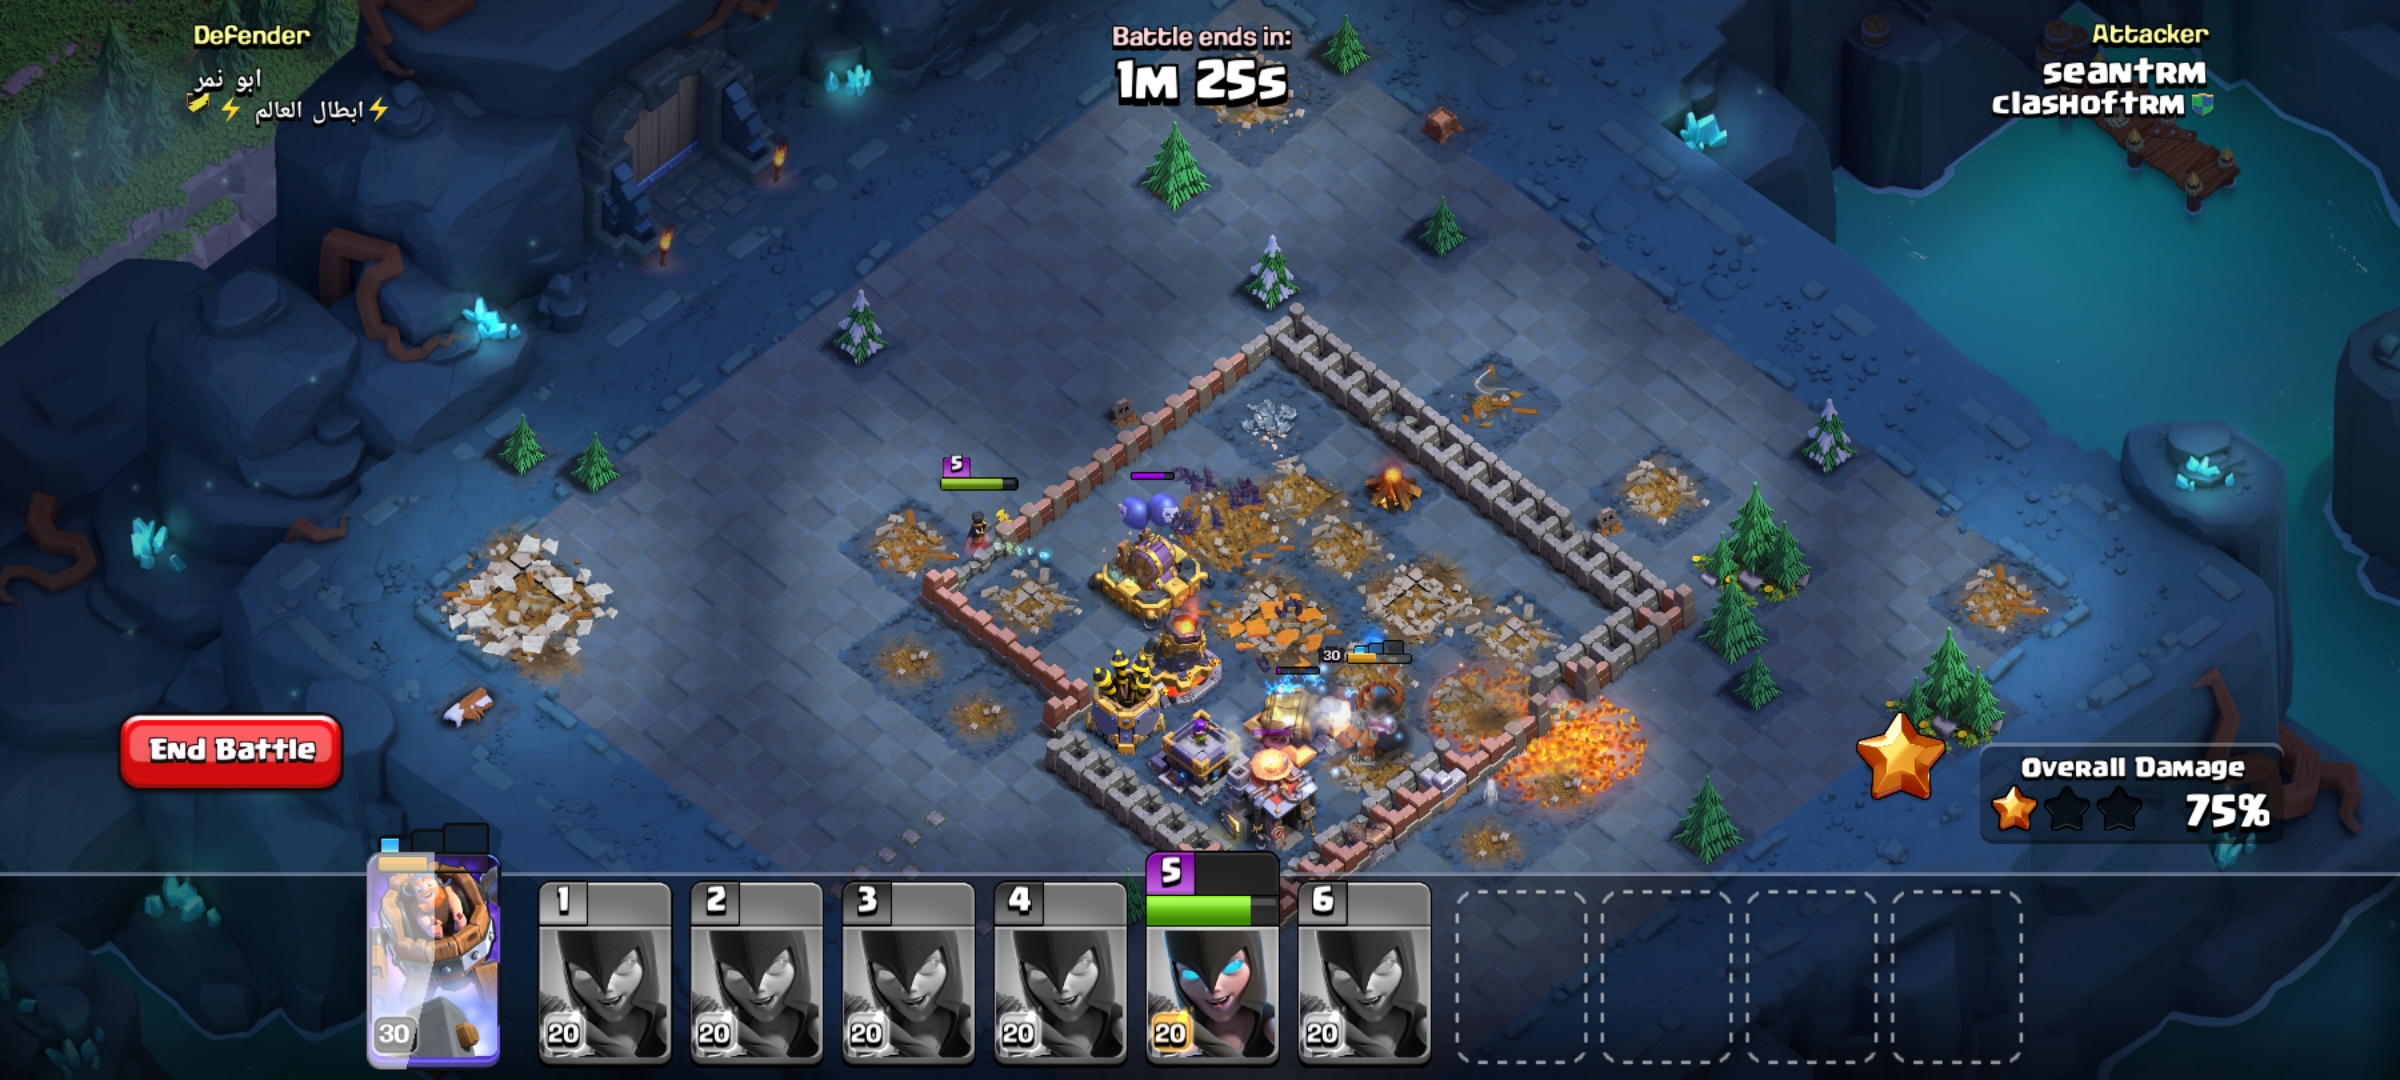 Defender
ابو نمر
⚡ ابطال العالم ⚡
Battle ends in:
1M 25s
Attacker
seantRM
clashoftRM
5
30
End Battle
Overall Damage
75%
30
1
20
2
20
3
20
4
20
5
20
6
20